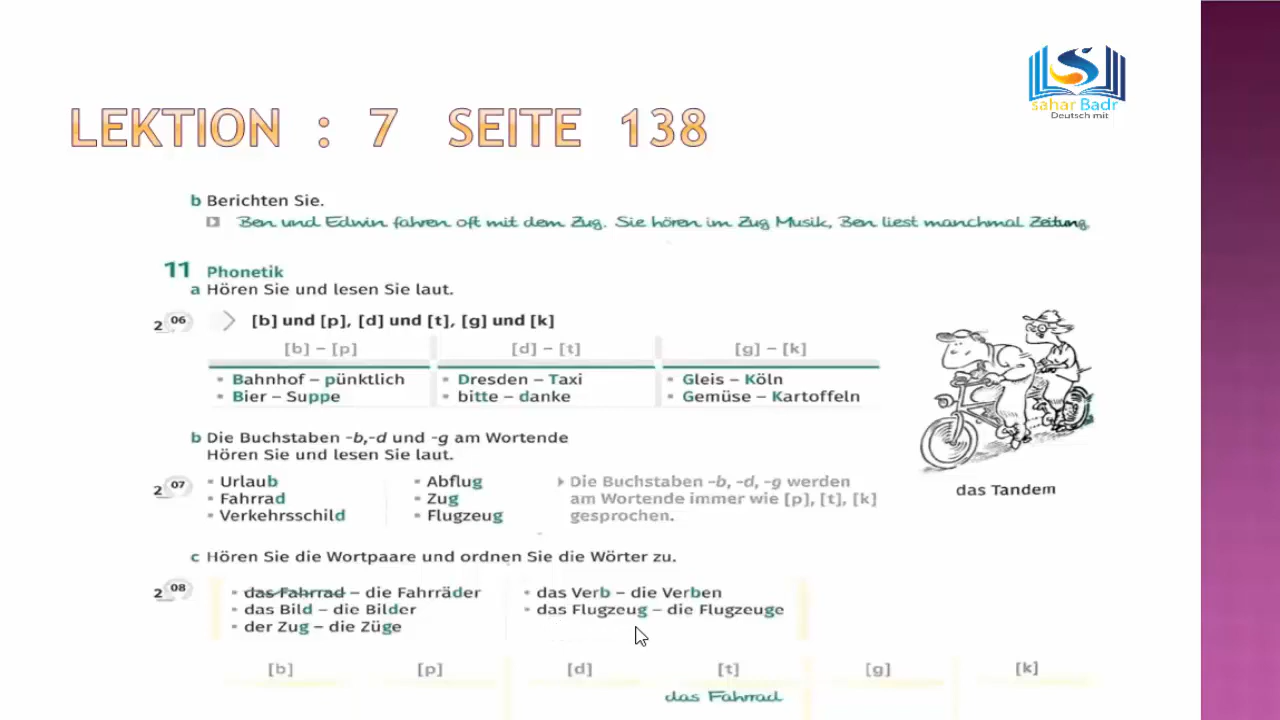 sahar Badr
Deutsch mit
LEKTION : 7 SEITE 138
b Berichten Sie.
Ben und Edwin fahren oft mit dem Zug. Sie hören im Zug Musik, Ben liest manchmal Zeitung
11 Phonetik
a Hören Sie und lesen Sie laut.
2 06 [b] und [p], [d] und [t], [g] und [k]
[b] – [p] [d] – [t] [g] – [k]
• Bahnhof – pünktlich • Dresden – Taxi • Gleis – Köln
• Bier – Suppe bitte – danke • Gemüse – Kartoffeln
b Die Buchstaben -b,-d und -g am Wortende
Hören Sie und lesen Sie laut.
2 07 • Urlaub • Abflug Die Buchstaben -b, -d, -g werden
• Fahrrad • Zug am Wortende immer wie [p], [t], [k]
• Verkehrsschild • Flugzeug gesprochen.
das Tandem
c Hören Sie die Wortpaare und ordnen Sie die Wörter zu.
2 08 • das Fahrrad – die Fahrräder • das Verb – die Verben
• das Bild – die Bilder • das Flugzeug – die Flugzeuge
• der Zug – die Züge
[b] [p] [d] [t] [g] [k]
das Fahrrad